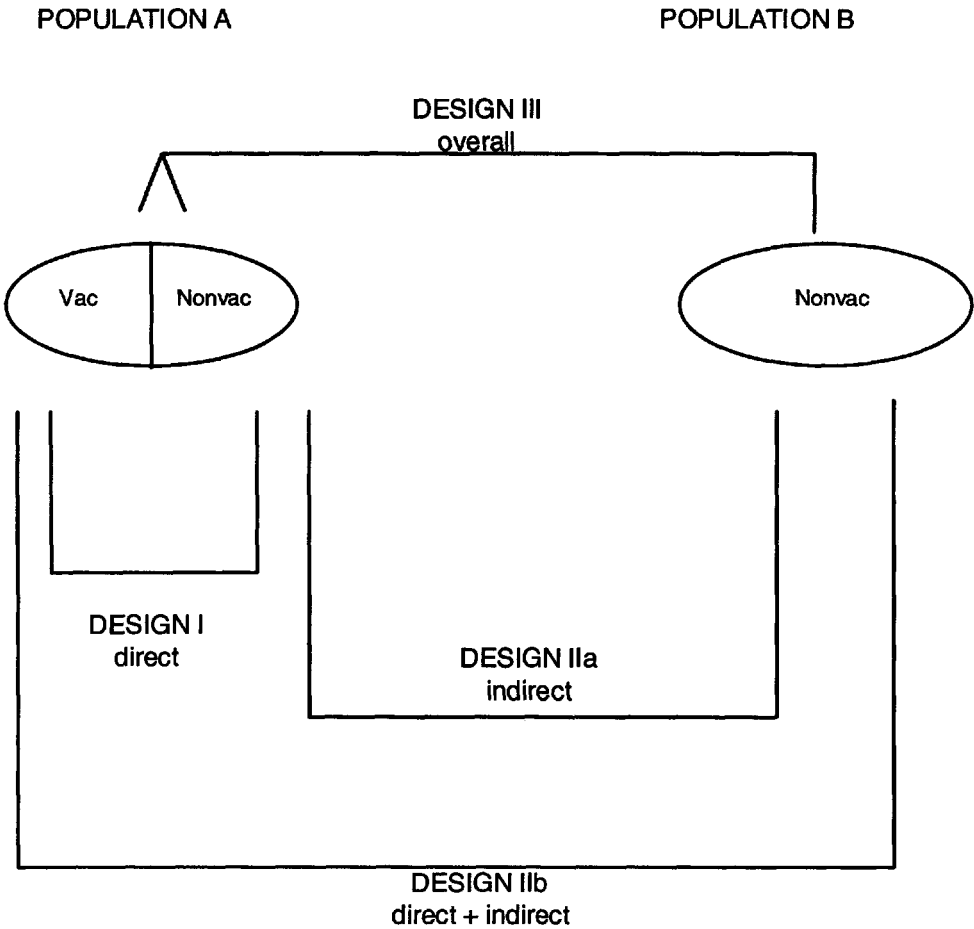 POPULATION A
POPULATION B
DESIGN III
overall
Vac
Nonvac
Nonvac
DESIGN I
direct
DESIGN IIa
indirect
DESIGN IIb
direct + indirect